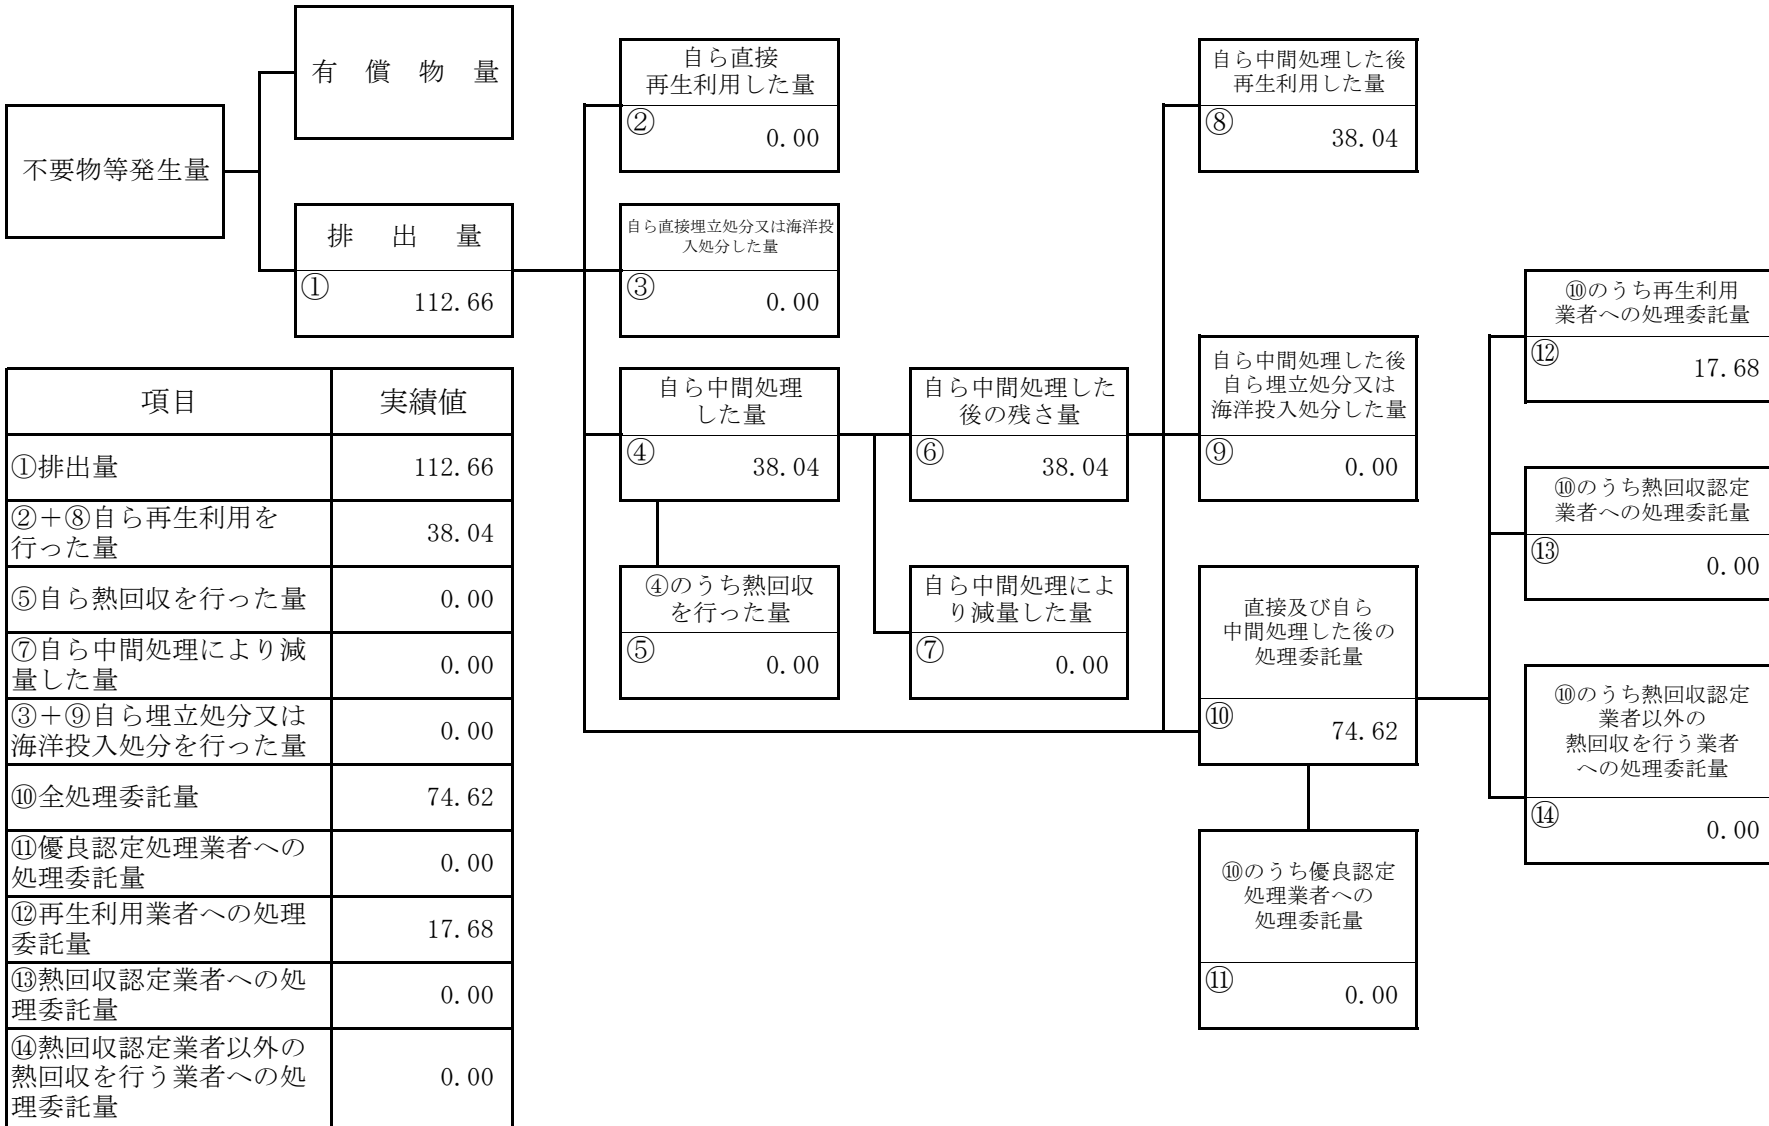 不要物等発生量
有 償 物 量
排 出 量
①
112.66
自ら直接
再生利用した量
②
0.00
自ら直接埋立処分又は海洋投
入処分した量
③
0.00
自ら中間処理
した量
④
38.04
④のうち熱回収
を行った量
⑤
0.00
自ら中間処理した
後の残さ量
⑥
38.04
自ら中間処理によ
り減量した量
⑦
0.00
自ら中間処理した後
再生利用した量
⑧
38.04
自ら中間処理した後
自ら埋立処分又は
海洋投入処分した量
⑨
0.00
直接及び自ら
中間処理した後の
処理委託量
⑩
74.62
⑩のうち優良認定
処理業者への
処理委託量
⑪
0.00
⑩のうち再生利用
業者への処理委託量
⑫
17.68
⑩のうち熱回収認定
業者への処理委託量
⑬
0.00
⑩のうち熱回収認定
業者以外の
熱回収を行う業者
への処理委託量
⑭
0.00
項目 実績値
①排出量 112.66
②＋⑧自ら再生利用を
行った量 38.04
⑤自ら熱回収を行った量 0.00
⑦自ら中間処理により減
量した量 0.00
③＋⑨自ら埋立処分又は
海洋投入処分を行った量 0.00
⑩全処理委託量 74.62
⑪優良認定処理業者への
処理委託量 0.00
⑫再生利用業者への処理
委託量 17.68
⑬熱回収認定業者への処
理委託量 0.00
⑭熱回収認定業者以外の
熱回収を行う業者への処
理委託量 0.00